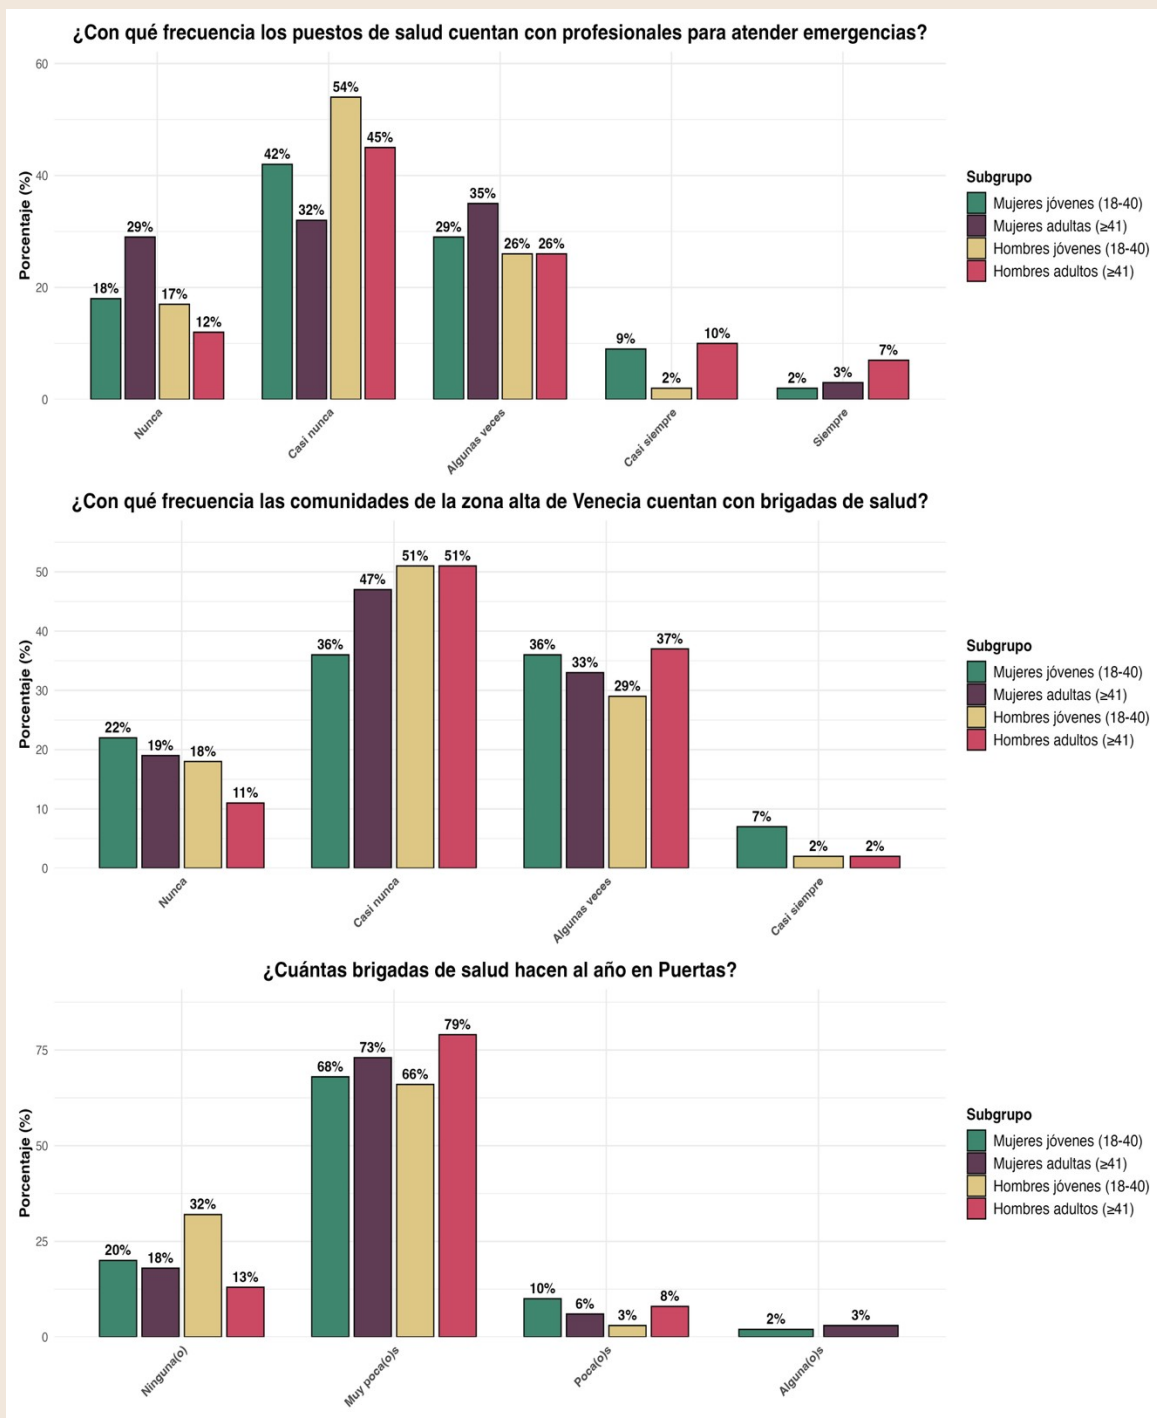 ¿Con qué frecuencia los puestos de salud cuentan con profesionales para atender emergencias?
Porcentaje (%)
60
40
20
0
18%
29%
17%
12%
42%
32%
54%
45%
29%
35%
26%
26%
9%
2%
10%
2%
3%
7%
Nunca
Casi nunca
Algunas veces
Casi siempre
Siempre
Subgrupo
Mujeres jóvenes (18-40)
Mujeres adultas (≥41)
Hombres jóvenes (18-40)
Hombres adultos (≥41)
¿Con qué frecuencia las comunidades de la zona alta de Venecia cuentan con brigadas de salud?
Porcentaje (%)
50
40
30
20
10
0
22%
19%
18%
11%
36%
47%
51%
51%
36%
33%
29%
37%
7%
2%
2%
Nunca
Casi nunca
Algunas veces
Casi siempre
Subgrupo
Mujeres jóvenes (18-40)
Mujeres adultas (≥41)
Hombres jóvenes (18-40)
Hombres adultos (≥41)
¿Cuántas brigadas de salud hacen al año en Puertas?
Porcentaje (%)
75
50
25
0
20%
18%
32%
13%
68%
73%
66%
79%
10%
6%
3%
8%
2%
3%
Ninguna(o)
Muy poca(o)s
Poca(o)s
Alguna(o)s
Subgrupo
Mujeres jóvenes (18-40)
Mujeres adultas (≥41)
Hombres jóvenes (18-40)
Hombres adultos (≥41)